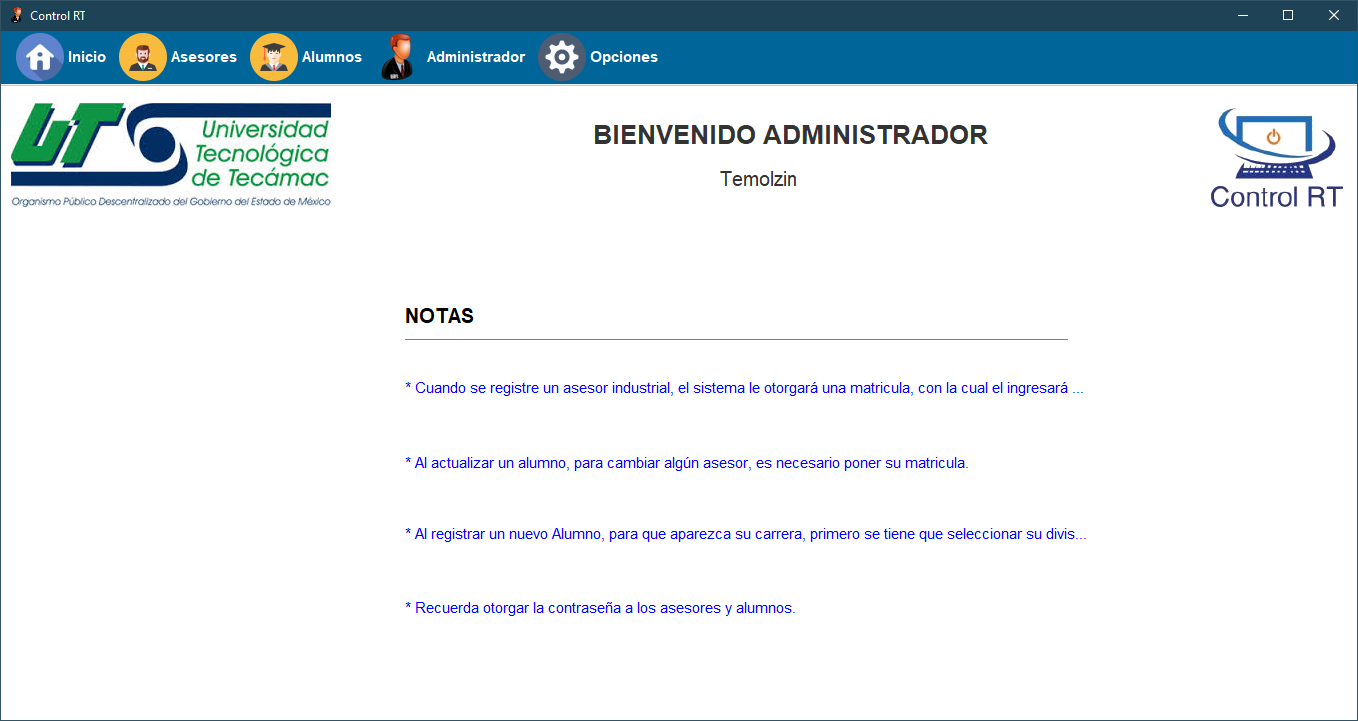 Control RT
Inicio
Asesores
Alumnos
Administrador
Opciones
UT
Universidad
Tecnológica
de Tecámac
Organismo Público Descentralizado del Gobierno del Estado de México
BIENVENIDO ADMINISTRADOR
Temolzin
Control RT
NOTAS
* Cuando se registre un asesor industrial, el sistema le otorgará una matricula, con la cual el ingresará ...
* Al actualizar un alumno, para cambiar algún asesor, es necesario poner su matricula.
* Al registrar un nuevo Alumno, para que aparezca su carrera, primero se tiene que seleccionar su divis...
* Recuerda otorgar la contraseña a los asesores y alumnos.